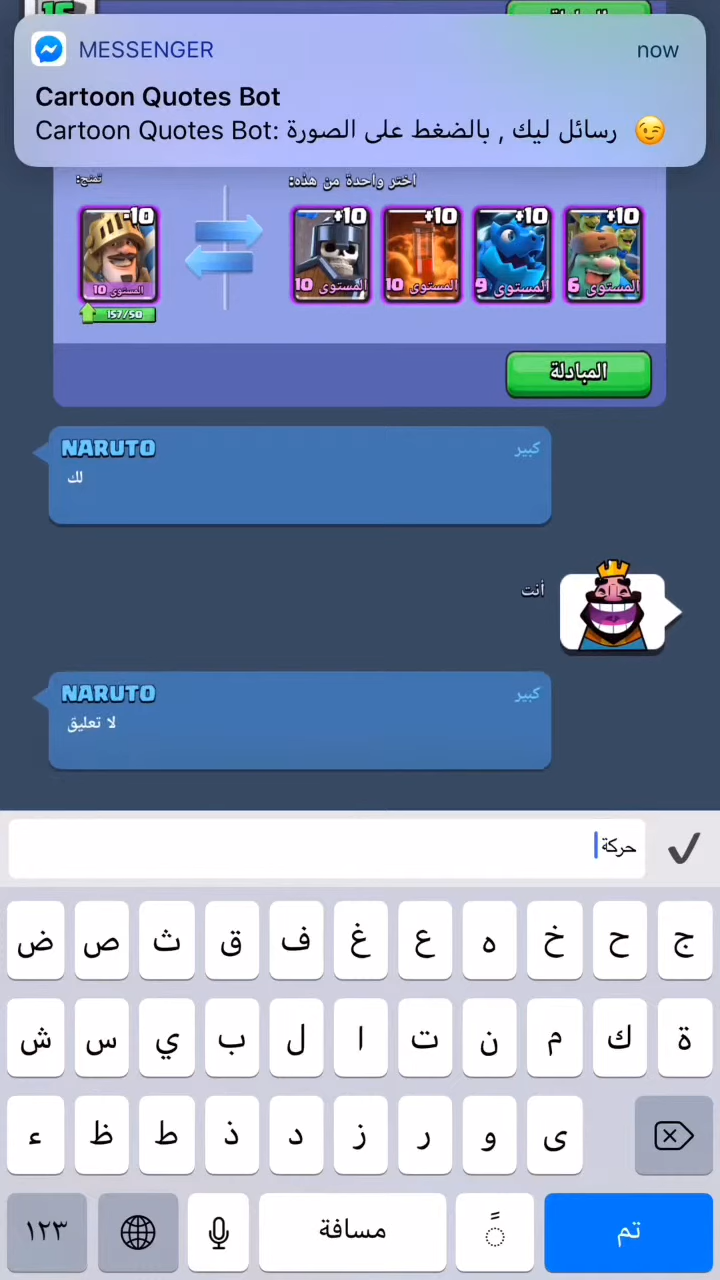 MESSENGER
now
Cartoon Quotes Bot
Cartoon Quotes Bot: رسائل ليك , بالضغط على الصورة 😉
تمنح:
اختر واحدة من هذه:
-10
+10
+10
+10
+10
المستوى 10
المستوى 10
المستوى 10
المستوى 9
المستوى 6
157/50
المبادلة
NARUTO
كبير
لك
أنت
NARUTO
كبير
لا تعليق
حركة
ض ص ث ق ف غ ع ه خ ح ج
ش س ي ب ل ا ت ن م ك ة
ء ظ ط ذ د ز ر و ى
١٢٣
مسافة
تم